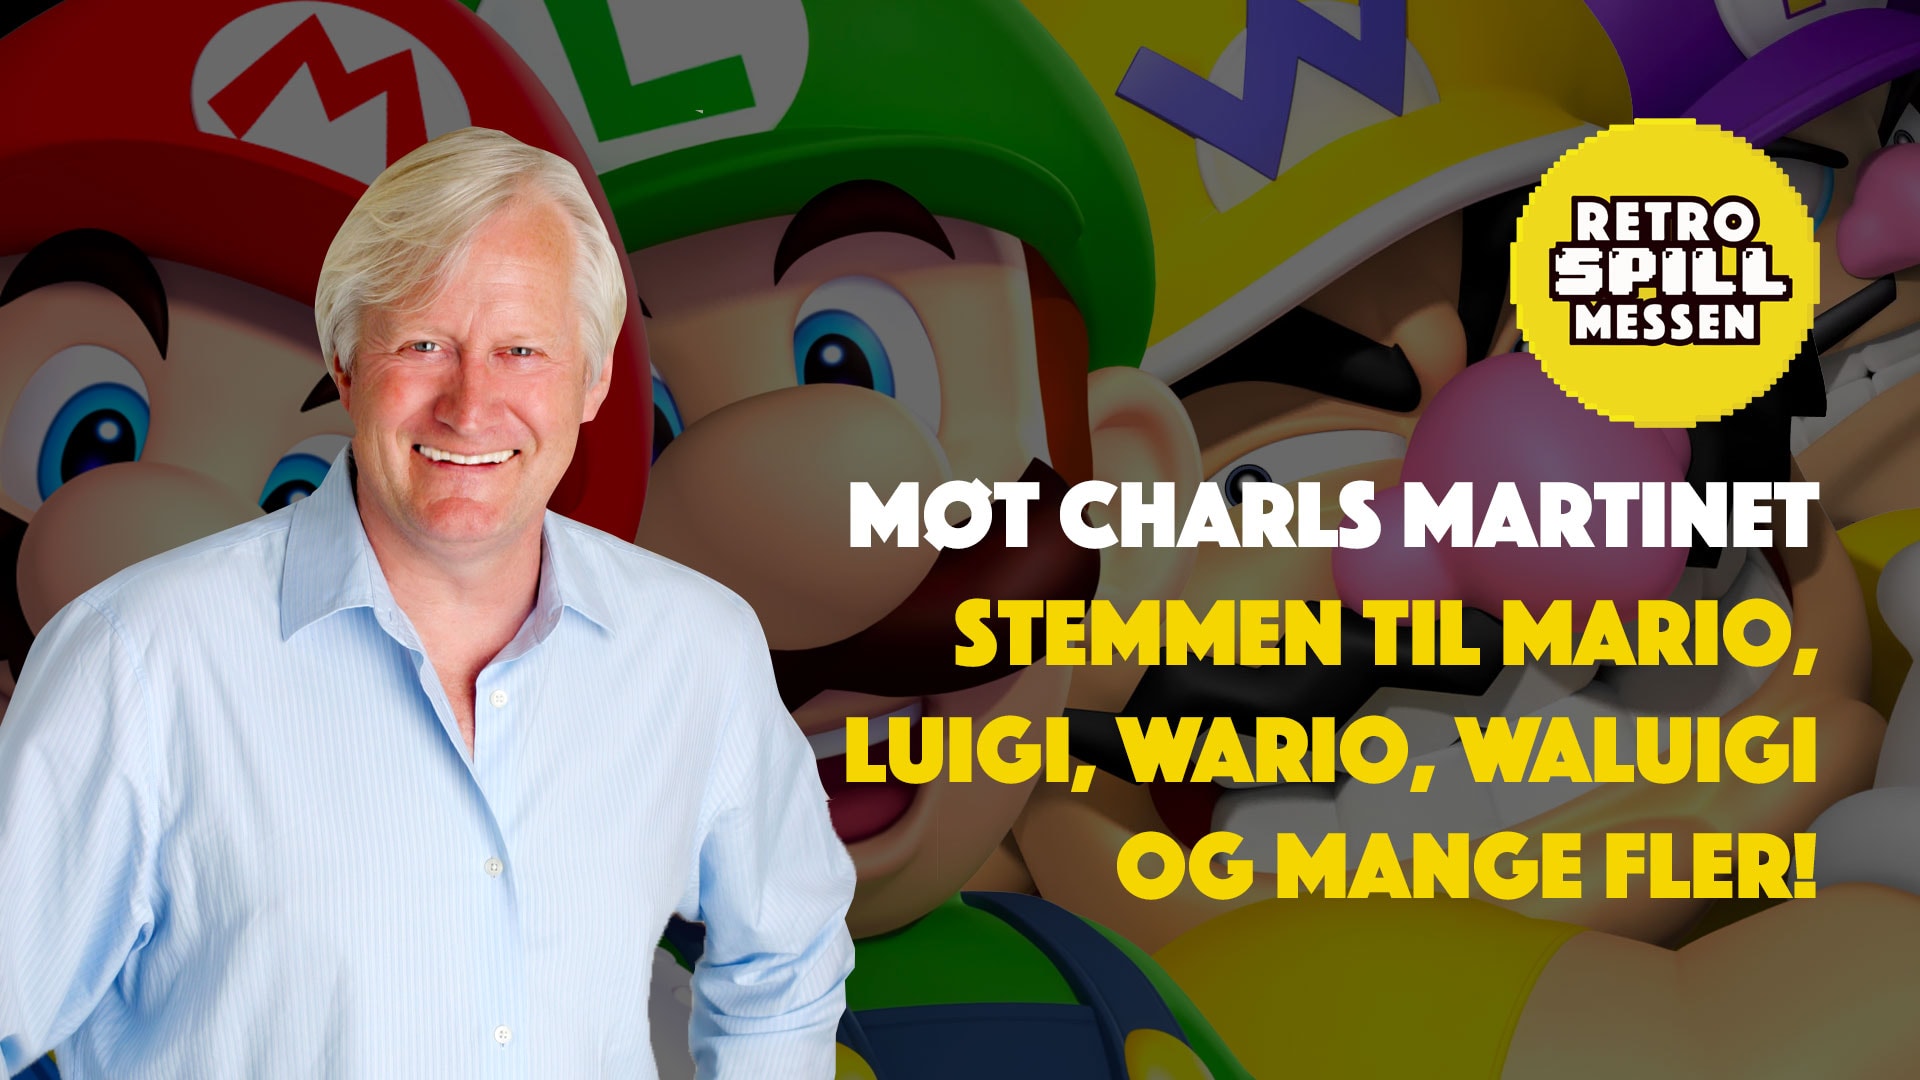 M
L
W
RETRO
SPILL
MESSEN
MØT CHARLS MARTINET
STEMMEN TIL MARIO,
LUIGI, WARIO, WALUIGI
OG MANGE FLER!